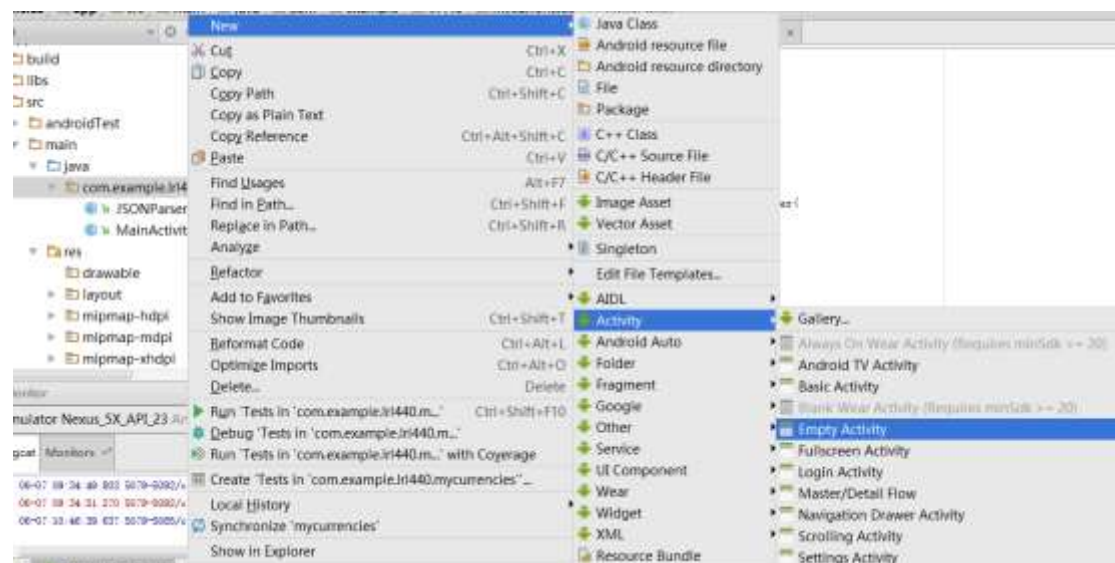 build
libs
src
androidTest
main
java
com.example.lrl4
JSONParser
MainActivit
res
drawable
layout
mipmap-hdpi
mipmap-mdpi
mipmap-xhdpi
mulator Nexus_5X_API_23
gcat Monitors
New
Cut Ctrl+X
Copy Ctrl+C
Copy Path Ctrl+Shift+C
Copy as Plain Text
Copy Reference Ctrl+Alt+Shift+C
Paste Ctrl+V
Find Usages Alt+F7
Find in Path... Ctrl+Shift+F
Replace in Path... Ctrl+Shift+R
Analyze
Refactor
Add to Favorites
Show Image Thumbnails Ctrl+Shift+T
Reformat Code Ctrl+Alt+L
Optimize Imports Ctrl+Alt+O
Delete... Delete
Run 'Tests in 'com.example.lrl440.m...' Ctrl+Shift+F10
Debug 'Tests in 'com.example.lrl440.m...'
Run 'Tests in 'com.example.lrl440.m...' with Coverage
Create 'Tests in 'com.example.lrl440.mycurrencies''...
Local History
Synchronize 'mycurrencies'
Show in Explorer
Java Class
Android resource file
Android resource directory
File
Package
C++ Class
C/C++ Source File
C/C++ Header File
Image Asset
Vector Asset
Singleton
Edit File Templates...
AIDL
Activity
Android Auto
Folder
Fragment
Google
Other
Service
UI Component
Wear
Widget
XML
Resource Bundle
Gallery...
Always On Wear Activity (Requires minSdk >= 20)
Android TV Activity
Basic Activity
Blank Wear Activity (Requires minSdk >= 20)
Empty Activity
Fullscreen Activity
Login Activity
Master/Detail Flow
Navigation Drawer Activity
Scrolling Activity
Settings Activity